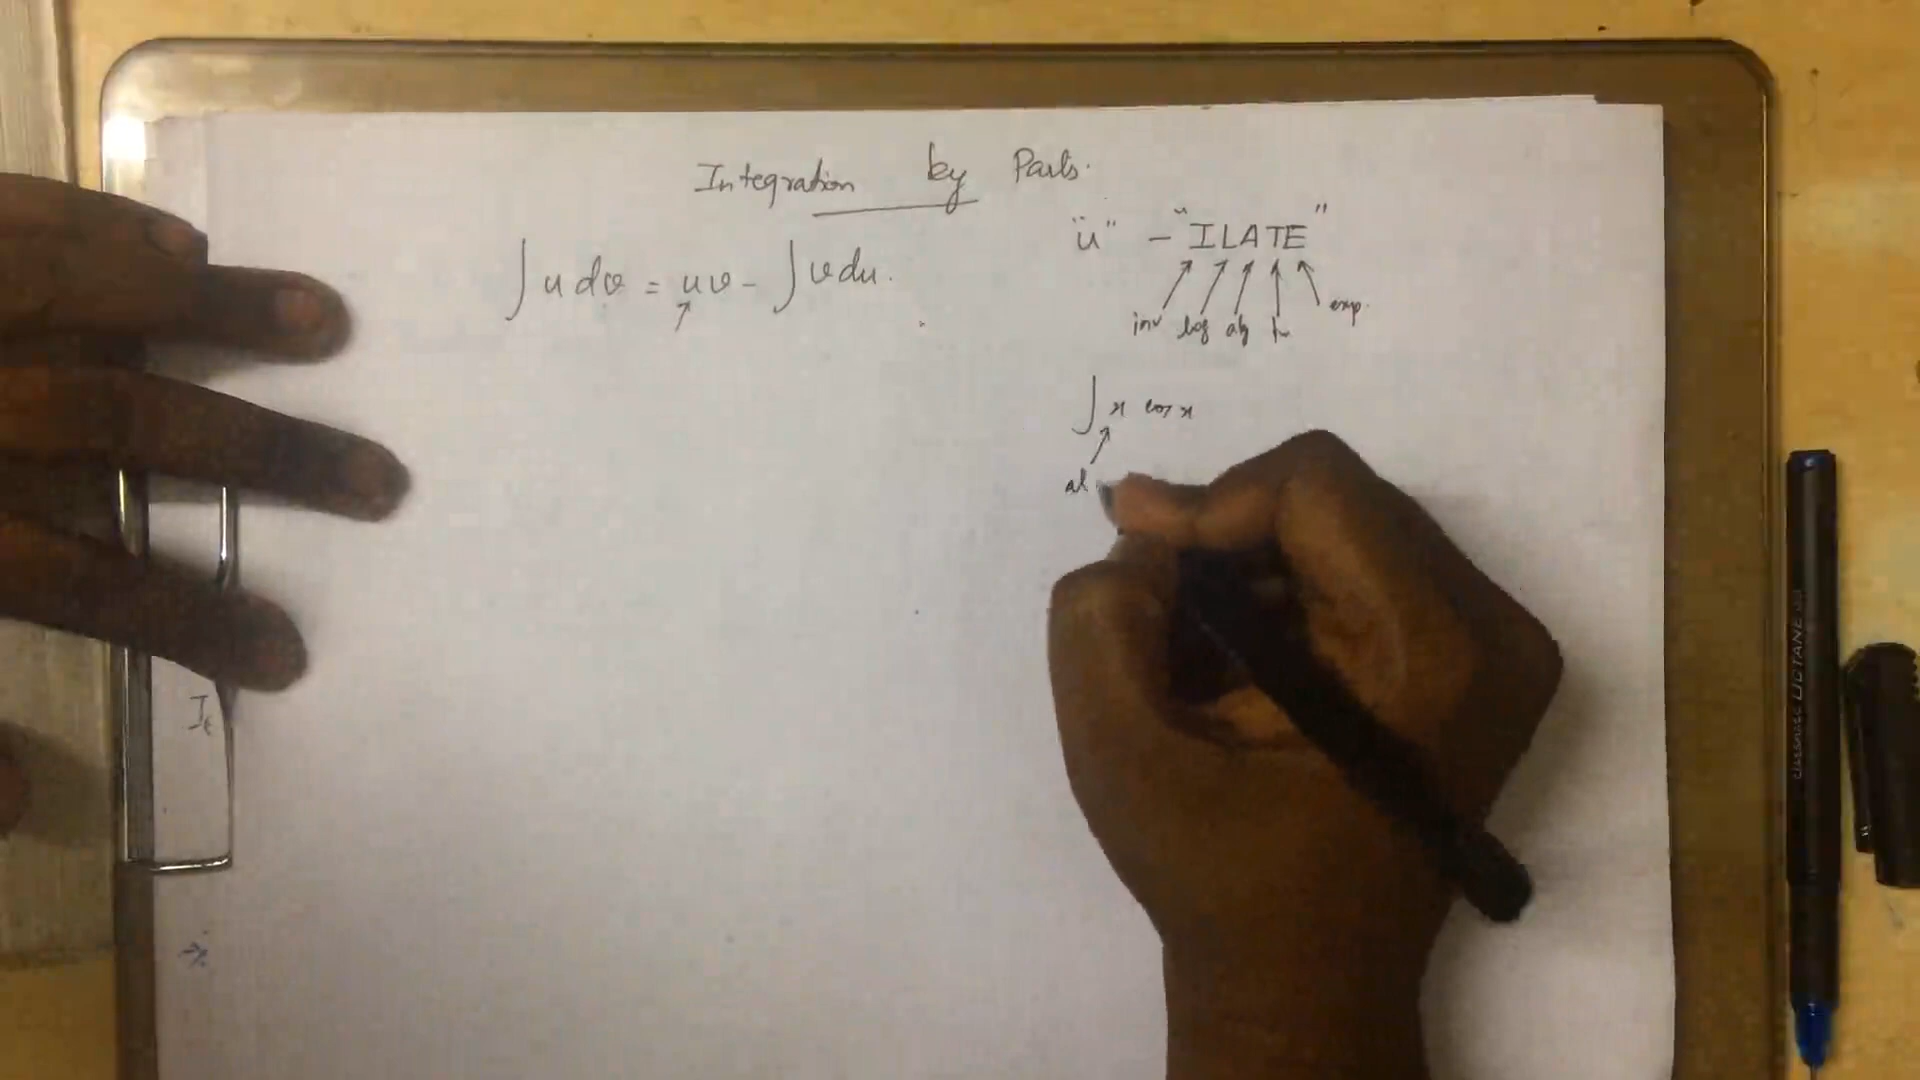 Integration by Parts.
"u" - "ILATE"
∫ u dv = uv - ∫ v du.
inv log alg tr exp.
∫ x cos x
al